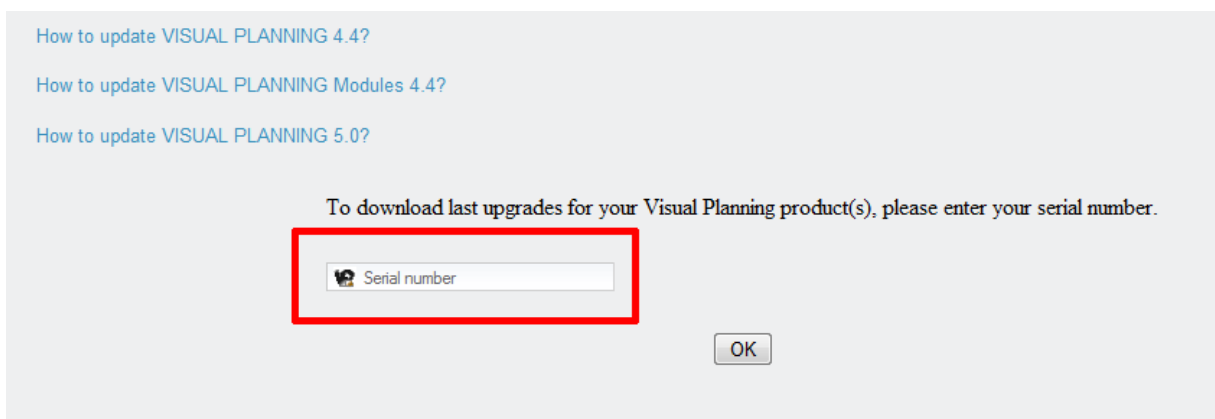 How to update VISUAL PLANNING 4.4?
How to update VISUAL PLANNING Modules 4.4?
How to update VISUAL PLANNING 5.0?
To download last upgrades for your Visual Planning product(s), please enter your serial number.
Serial number
OK